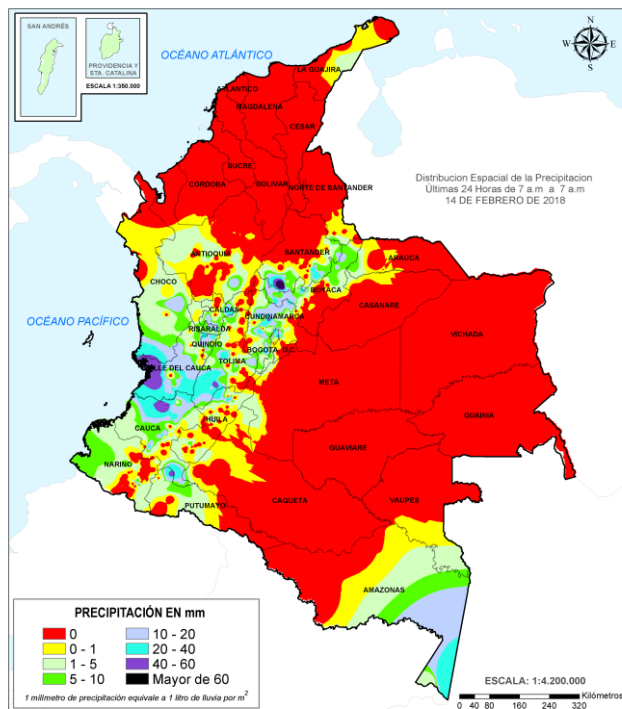 SAN ANDRÉS
PROVIDENCIA Y
STA. CATALINA
ESCALA 1:350.000
OCÉANO ATLÁNTICO
N
W E
S
LA GUAJIRA
ATLANTICO
MAGDALENA
CESAR
Distribucion Espacial de la Precipitacion
Últimas 24 Horas de 7 a.m a 7 a.m
14 DE FEBRERO DE 2018
SUCRE
CORDOBA
BOLIVAR
NORTE DE SANTANDER
ANTIOQUIA
SANTANDER
ARAUCA
CHOCO
BOYACA
CASANARE
OCÉANO PACÍFICO
CALDAS
CUNDINAMARCA
RISARALDA
VICHADA
QUINDIO
BOGOTA D.C
TOLIMA
VALLE DEL CAUCA
META
GUAINIA
HUILA
CAUCA
GUAVIARE
NARIÑO
CAQUETA
VAUPES
PUTUMAYO
AMAZONAS
PRECIPITACIÓN EN mm
0 10 - 20
0 - 1 20 - 40
1 - 5 40 - 60
5 - 10 Mayor de 60
1 milímetro de precipitación equivale a 1 litro de lluvia por m2
ESCALA: 1:4.200.000
Kilómetros
0 40 80 160 240 320